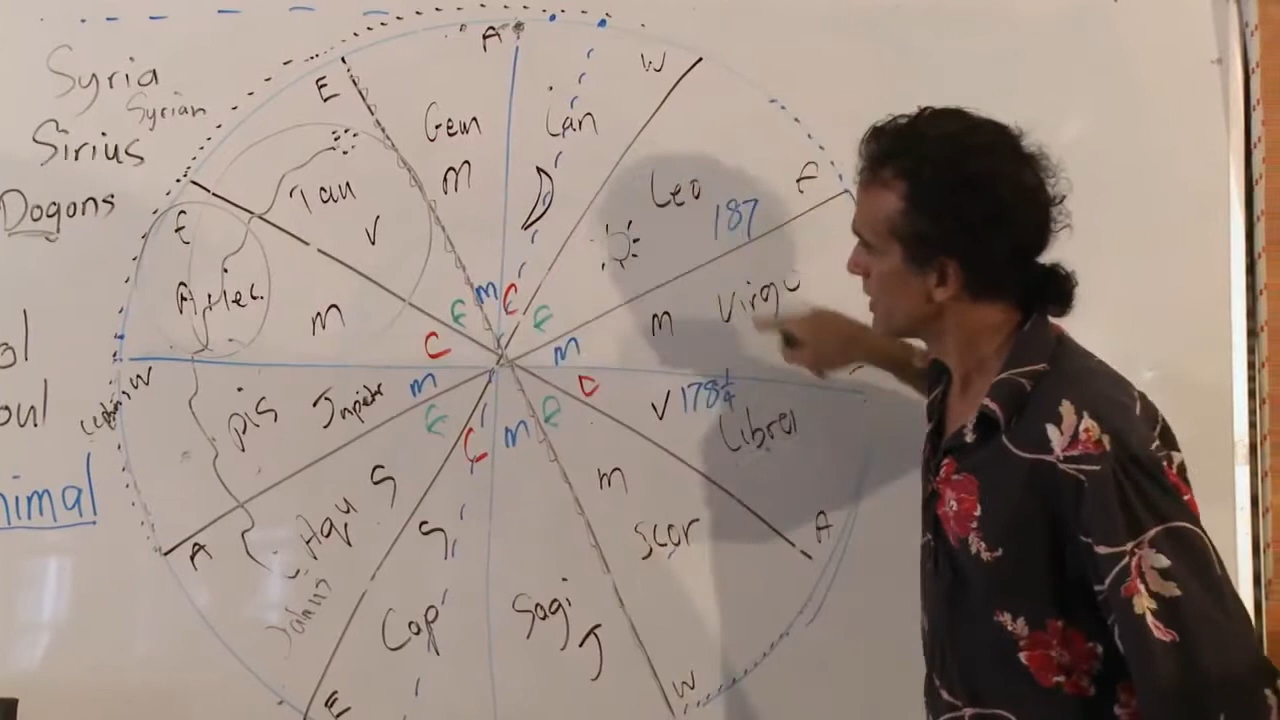 Syria
Syrian
Sirius
Dogons
ol
oul
nimal
A
E
W
Gem
M
Can
Leo
187
E
Tau
V
E
Aries.
m
m
Virgo
C
E
M
C
E
M
C
E
M
C
E
M
W
Pis
Jupiter
V
178¼
Libra
m
Scor
A
A
Aqu
S
S
Cap
Sagi
J
E
W